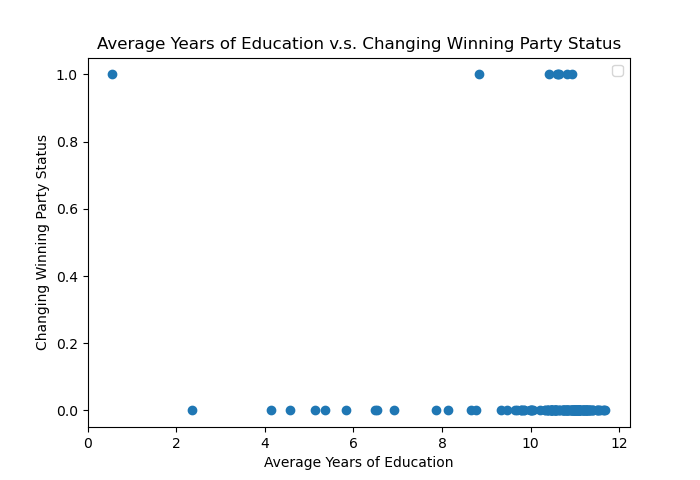 Average Years of Education v.s. Changing Winning Party Status
1.0
0.8
0.6
0.4
0.2
0.0
Changing Winning Party Status
0 2 4 6 8 10 12
Average Years of Education